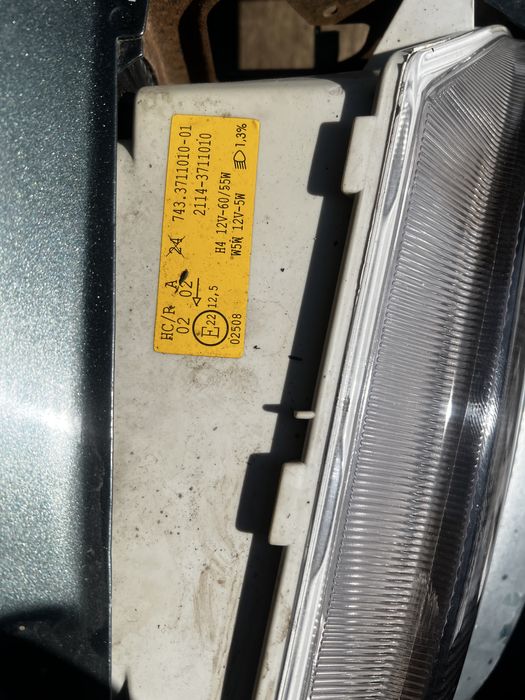 HC/R A 24 743.3711010-01
02 02 2114-3711010
E22 12,5 H4 12V-60/55W
W5W 12V-5W
02508 1,3%